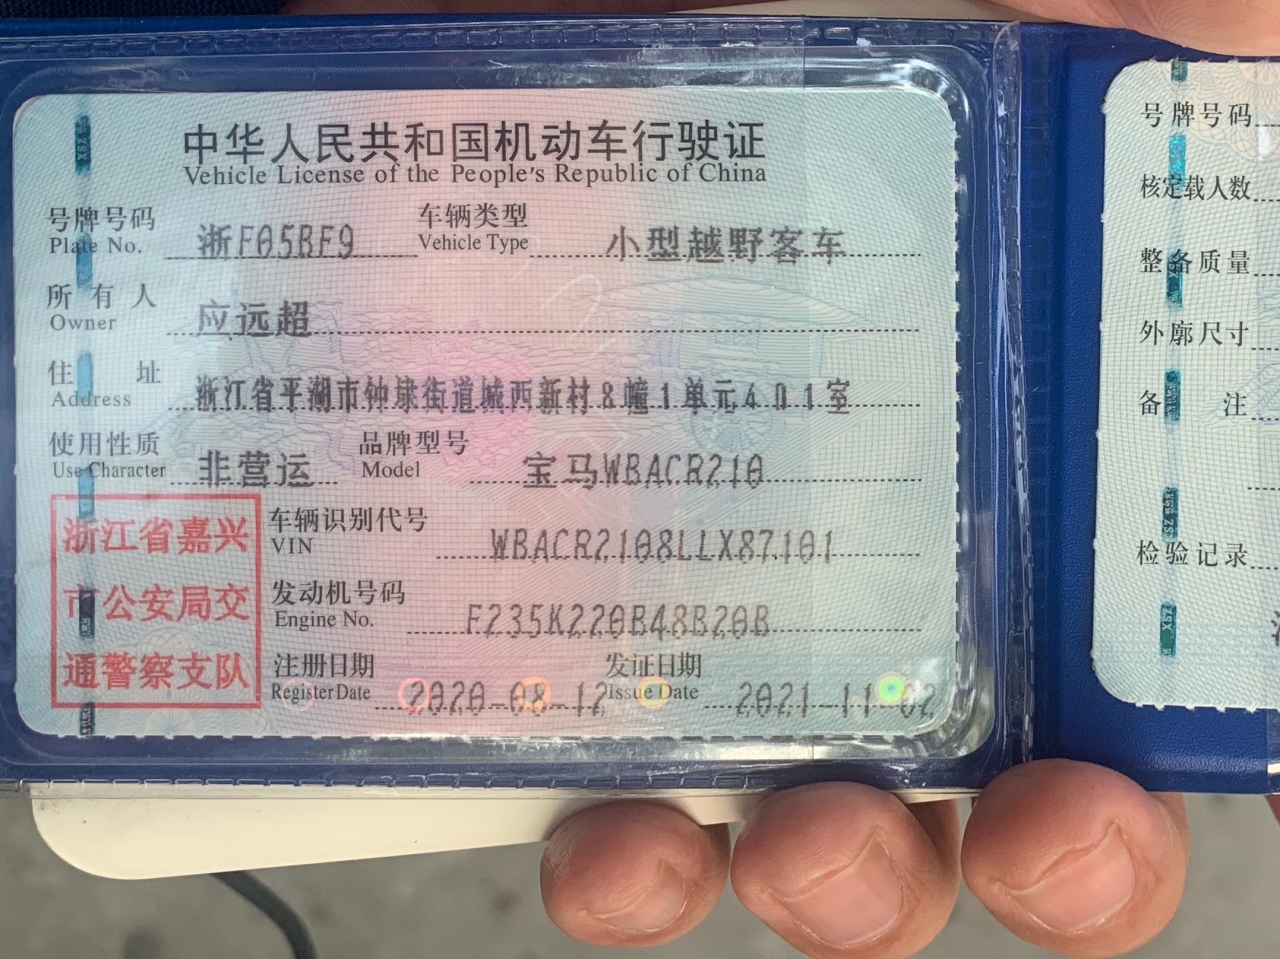 中华人民共和国机动车行驶证
Vehicle License of the People's Republic of China
号牌号码 浙F05BF9 车辆类型 小型越野客车
Plate No. Vehicle Type
所有人 应远超
Owner
住址 浙江省平湖市钟埭街道城西新村8幢1单元401室
Address
使用性质 非营运 品牌型号 宝马WBACR210
Use Character Model
浙江省嘉兴
市公安局交
通警察支队
车辆识别代号 WBACR2108LLX87101
VIN
发动机号码 F235K220B48B20B
Engine No.
注册日期 2020-08-12 发证日期 2021-11-02
Register Date Issue Date
号牌号码
核定载人数
整备质量
外廓尺寸
备注
检验记录